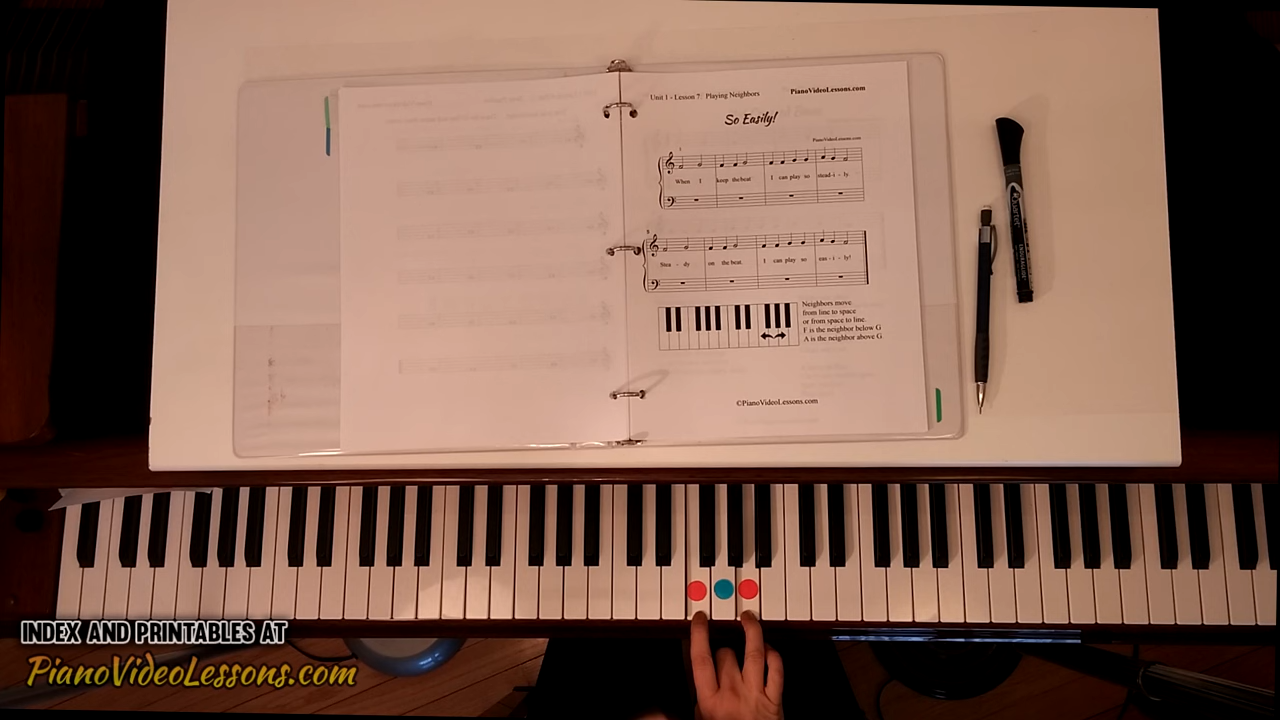 Unit 1 - Lesson 7: Playing Neighbors
PianoVideoLessons.com
So Easily!
PianoVideoLessons.com
When I keep the beat I can play so stead-i-ly.
Stea - dy on the beat. I can play so eas - i - ly!
Neighbors move
from line to space
or from space to line.
F is the neighbor below G
A is the neighbor above G
©PianoVideoLessons.com
Quartet
INDEX AND PRINTABLES AT
PianoVideoLessons.com